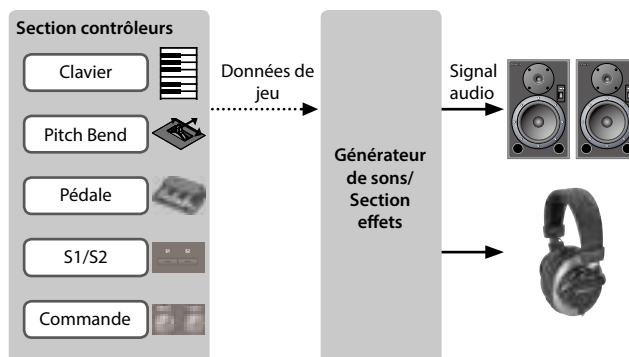 Section contrôleurs
Clavier
Pitch Bend
Pédale
S1/S2
Commande
Données de
jeu
Générateur
de sons/
Section
effets
Signal
audio